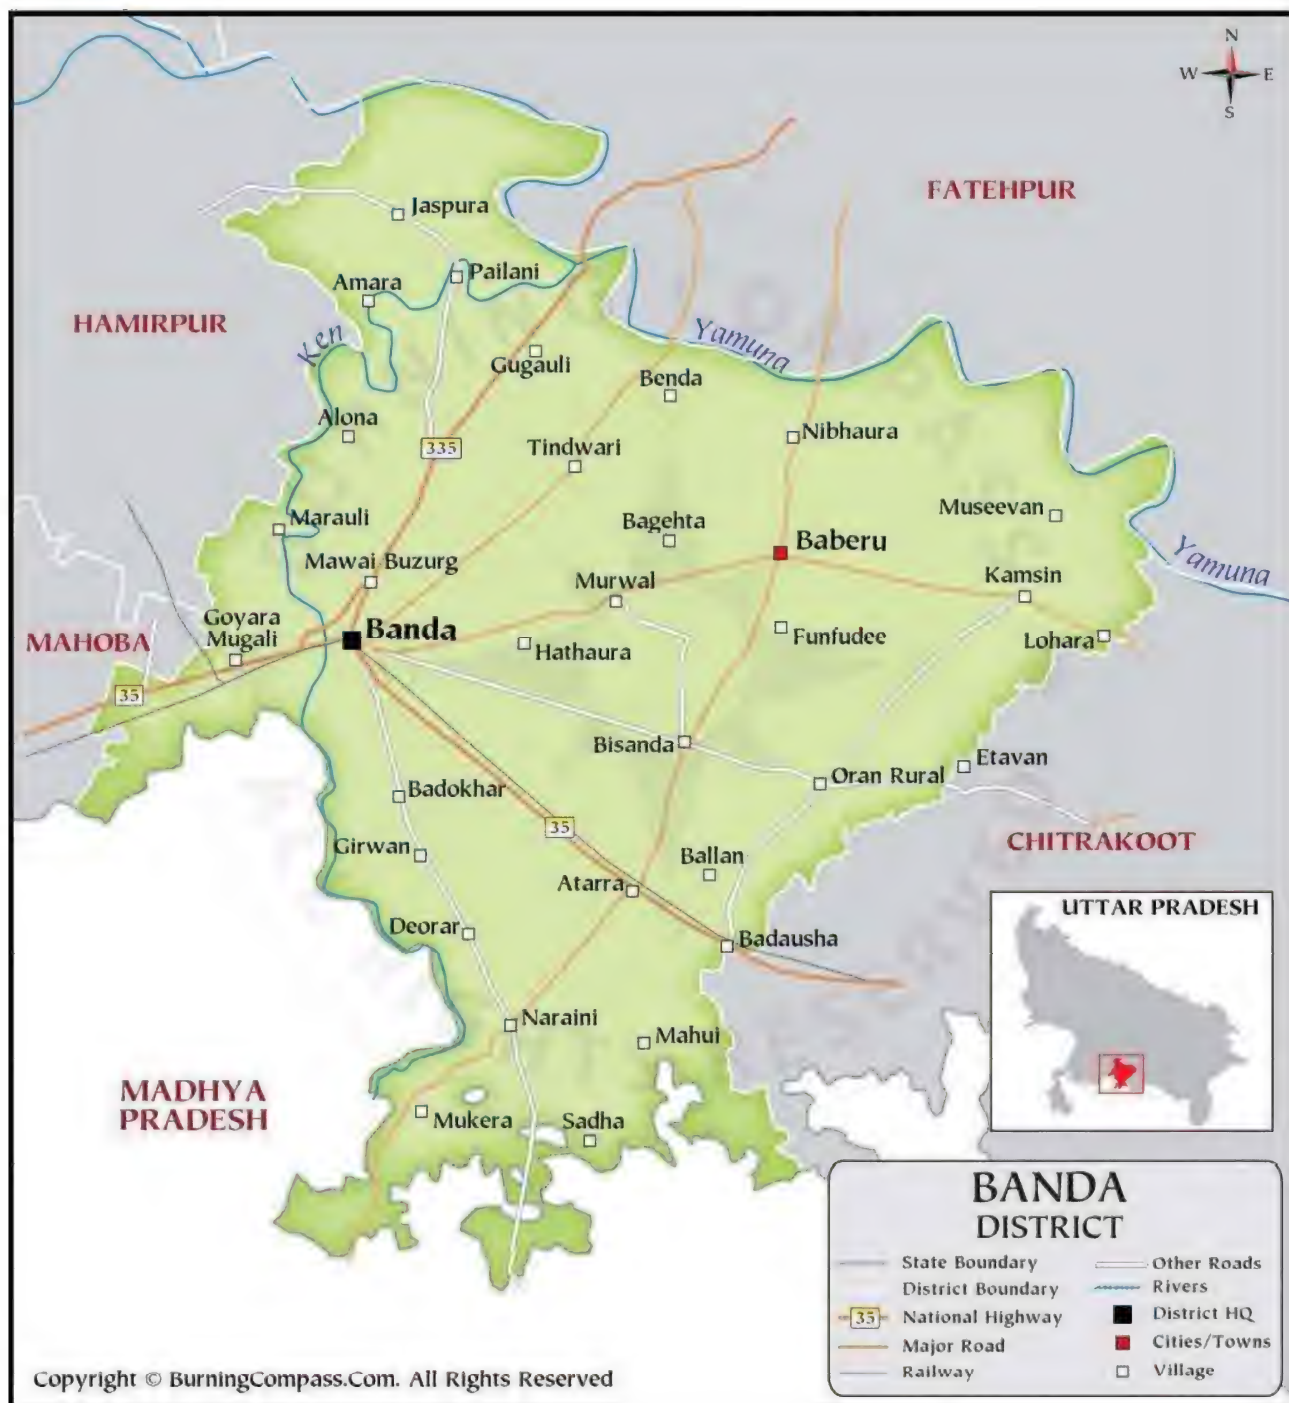 N
W E
S
FATEHPUR
Jaspura
Pailani
Amara
HAMIRPUR
Ken
Yamuna
Gugauli
Benda
Alona
Nibhaura
335
Tindwari
Museevan
Marauli
Bagehta
Baberu
Yamuna
Mawai Buzurg
Murwal
Kamsin
Goyara
Mugali
MAHOBA
Banda
Funfudee
Lohara
Hathaura
35
Bisanda
Etavan
Oran Rural
Badokhar
35
CHITRAKOOT
Girwan
Ballan
Atarra
UTTAR PRADESH
Deorar
Badausha
Naraini
Mahui
MADHYA
PRADESH
Mukera
Sadha
BANDA
DISTRICT
State Boundary
Other Roads
District Boundary
Rivers
35 National Highway
District HQ
Major Road
Cities/Towns
Railway
Village
Copyright © BurningCompass.Com. All Rights Reserved